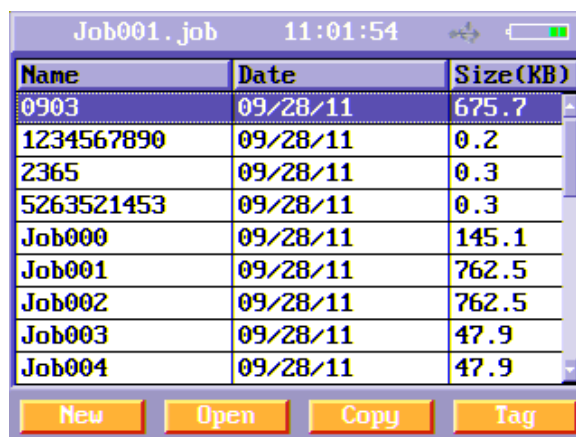 Job001.job 11:01:54
Name Date Size(KB)
0903 09/28/11 675.7
1234567890 09/28/11 0.2
2365 09/28/11 0.3
5263521453 09/28/11 0.3
Job000 09/28/11 145.1
Job001 09/28/11 762.5
Job002 09/28/11 762.5
Job003 09/28/11 47.9
Job004 09/28/11 47.9
New Open Copy Tag